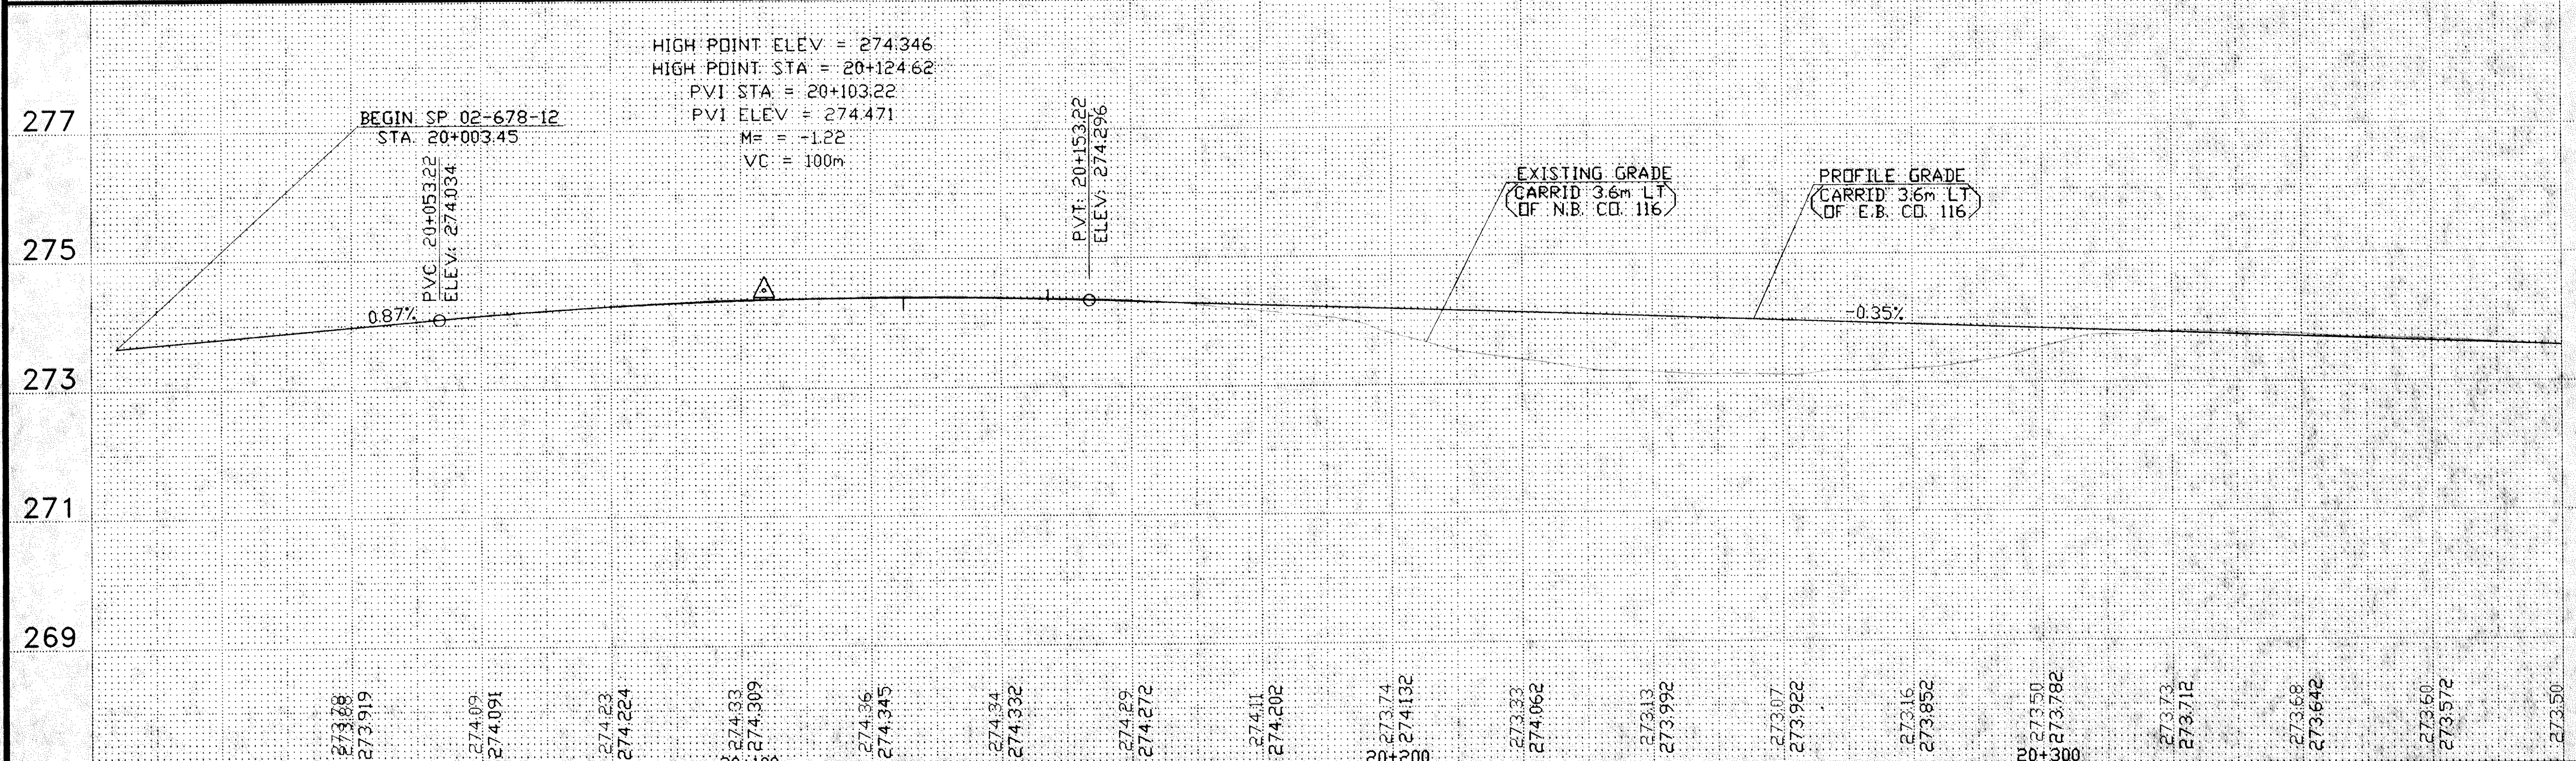 HIGH POINT ELEV = 274.346
HIGH POINT STA = 20+124.62
PVI STA = 20+103.22
PVI ELEV = 274.471
M= = -1.22
VC = 100m
277
BEGIN SP 02-678-12
STA. 20+003.45
PVC: 20+053.22
ELEV: 274.034
PVT: 20+153.22
ELEV: 274.296
EXISTING GRADE
(CARRID 3.6m LT
OF N.B. CO. 116)
PROFILE GRADE
(CARRID 3.6m LT
OF E.B. CO. 116)
275
0.87%
-0.35%
273
271
269
273.88
273.919
274.09
274.091
274.23
274.224
274.33
274.309
274.36
274.345
274.34
274.332
274.29
274.272
274.11
274.202
273.74
274.132
273.33
274.062
273.13
273.992
273.07
273.922
273.16
273.852
273.50
273.782
273.73
273.712
273.68
273.642
273.60
273.572
273.50
20+200
20+300